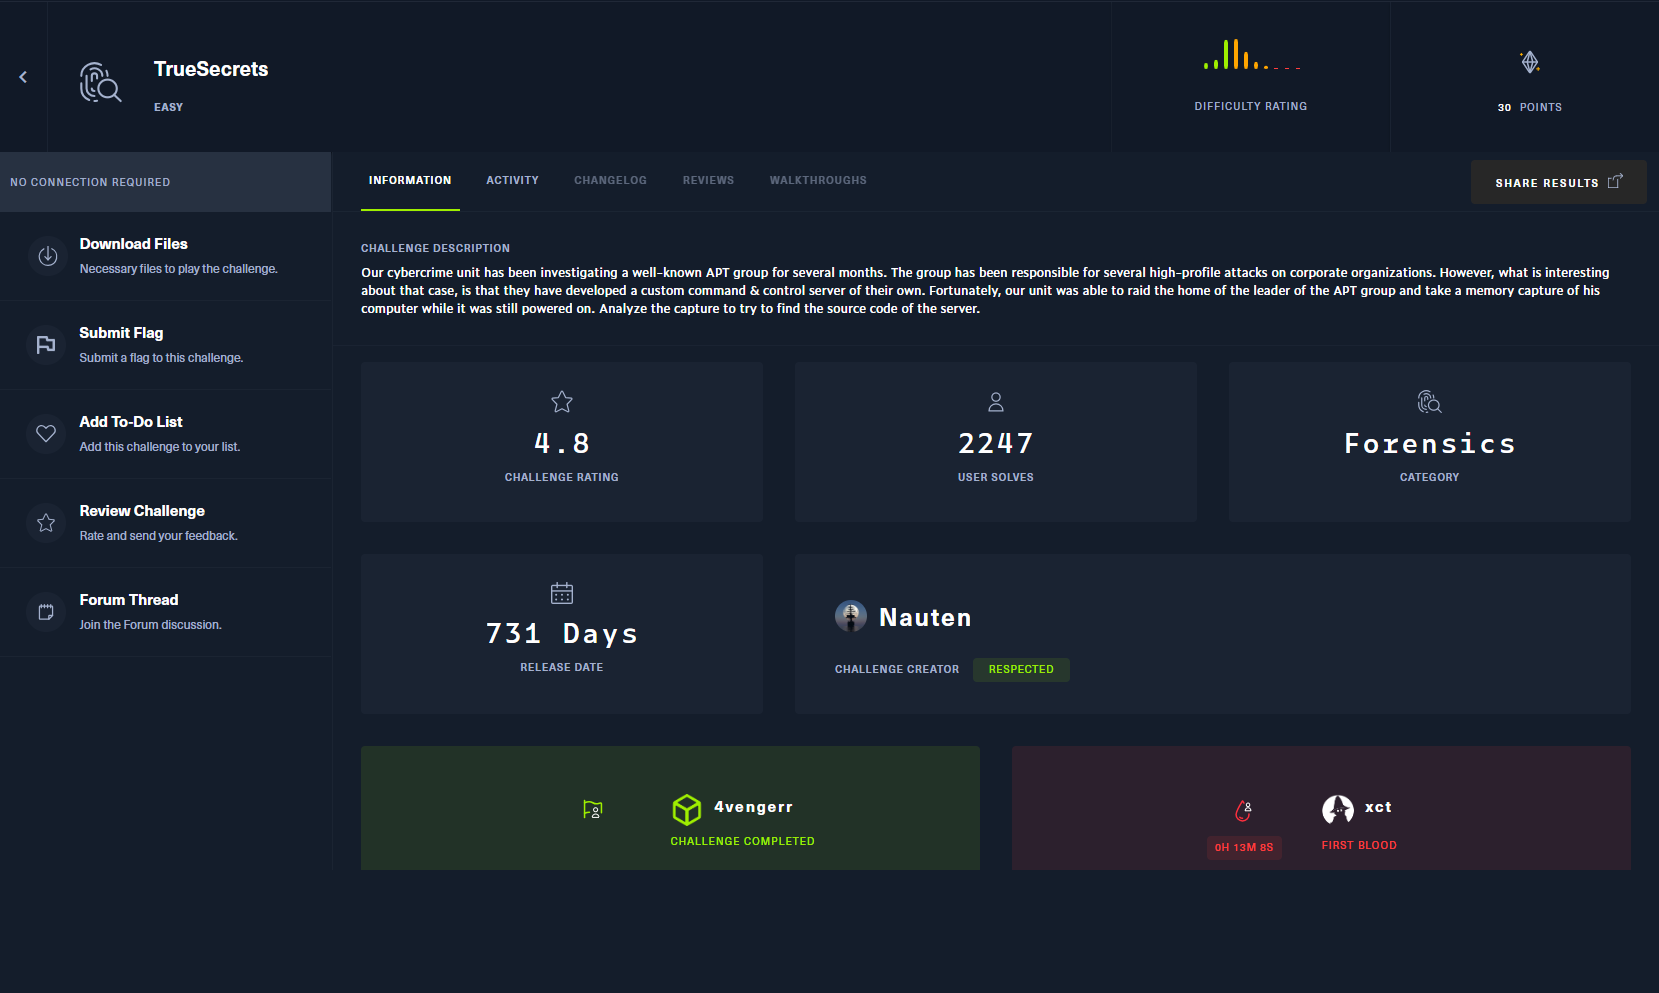 TrueSecrets
EASY
DIFFICULTY RATING
30 POINTS
NO CONNECTION REQUIRED
INFORMATION
ACTIVITY
CHANGELOG
REVIEWS
WALKTHROUGHS
SHARE RESULTS
Download Files
Necessary files to play the challenge.
Submit Flag
Submit a flag to this challenge.
Add To-Do List
Add this challenge to your list.
Review Challenge
Rate and send your feedback.
Forum Thread
Join the Forum discussion.
CHALLENGE DESCRIPTION
Our cybercrime unit has been investigating a well-known APT group for several months. The group has been responsible for several high-profile attacks on corporate organizations. However, what is interesting
about that case, is that they have developed a custom command & control server of their own. Fortunately, our unit was able to raid the home of the leader of the APT group and take a memory capture of his
computer while it was still powered on. Analyze the capture to try to find the source code of the server.
4.8
CHALLENGE RATING
2247
USER SOLVES
Forensics
CATEGORY
731 Days
RELEASE DATE
Nauten
CHALLENGE CREATOR
RESPECTED
4vengerr
CHALLENGE COMPLETED
0H 13M 8S
xct
FIRST BLOOD